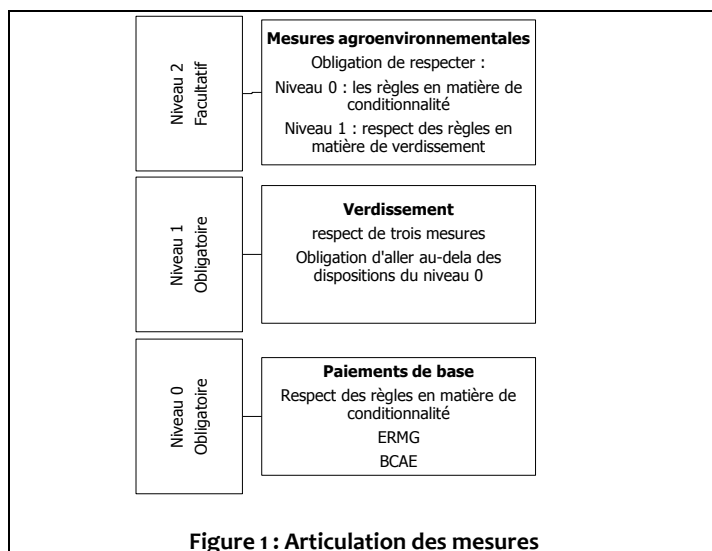 Niveau 2
Facultatif
Mesures agroenvironnementales
Obligation de respecter :
Niveau 0 : les règles en matière de
conditionnalité
Niveau 1 : respect des règles en
matière de verdissement
Niveau 1
Obligatoire
Verdissement
respect de trois mesures
Obligation d'aller au-dela des
dispositions du niveau 0
Niveau 0
Obligatoire
Paiements de base
Respect des règles en matière de
conditionnalité
ERMG
BCAE
Figure 1 : Articulation des mesures